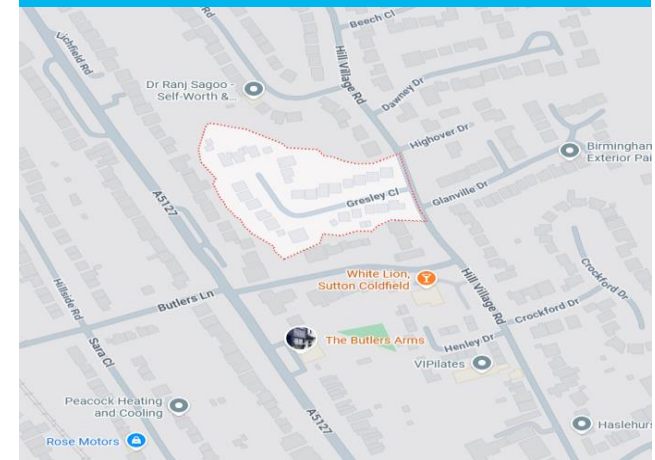 Rd
Beech Cl
Lichfield Rd
Hill Village Rd
Dr Ranj Sagoo -
Self-Worth &...
Dawney Dr
Highover Dr
Birmingham
Exterior Pai
Gresley Cl
Glanville Dr
A5127
White Lion,
Sutton Coldfield
Hill Village Rd
Crockford Dr
Hillside Rd
Butlers Ln
Crockford Dr
The Butlers Arms
Henley Dr
Sara Cl
VIPilates
Peacock Heating
and Cooling
A5127
Haslehurs
Rose Motors